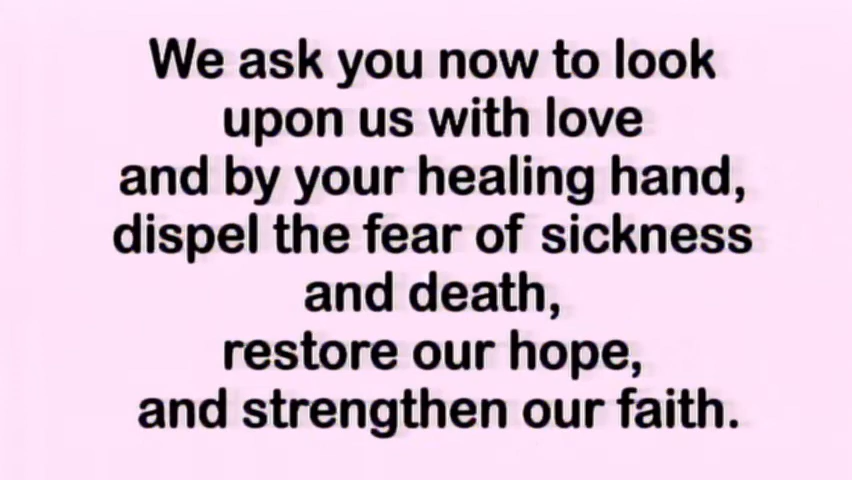 We ask you now to look
upon us with love
and by your healing hand,
dispel the fear of sickness
and death,
restore our hope,
and strengthen our faith.